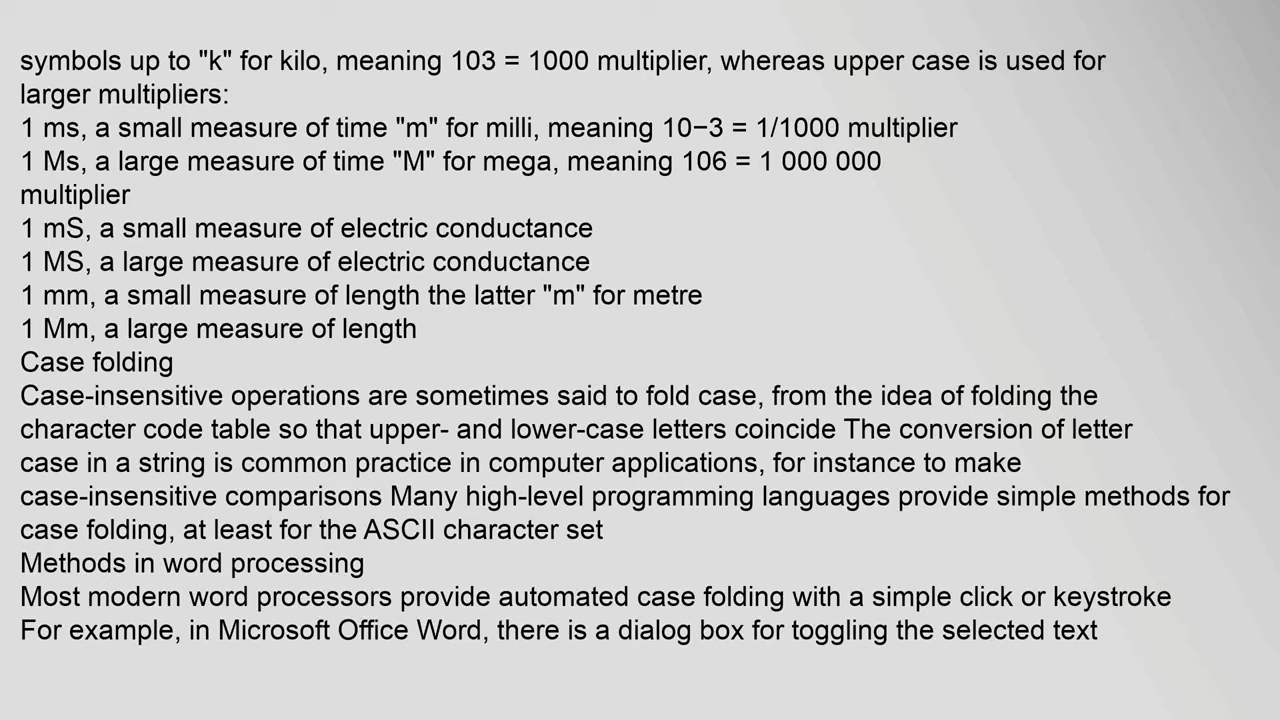 symbols up to "k" for kilo, meaning 103 = 1000 multiplier, whereas upper case is used for
larger multipliers:
1 ms, a small measure of time "m" for milli, meaning 10−3 = 1/1000 multiplier
1 Ms, a large measure of time "M" for mega, meaning 106 = 1 000 000
multiplier
1 mS, a small measure of electric conductance
1 MS, a large measure of electric conductance
1 mm, a small measure of length the latter "m" for metre
1 Mm, a large measure of length
Case folding
Case-insensitive operations are sometimes said to fold case, from the idea of folding the
character code table so that upper- and lower-case letters coincide The conversion of letter
case in a string is common practice in computer applications, for instance to make
case-insensitive comparisons Many high-level programming languages provide simple methods for
case folding, at least for the ASCII character set
Methods in word processing
Most modern word processors provide automated case folding with a simple click or keystroke
For example, in Microsoft Office Word, there is a dialog box for toggling the selected text